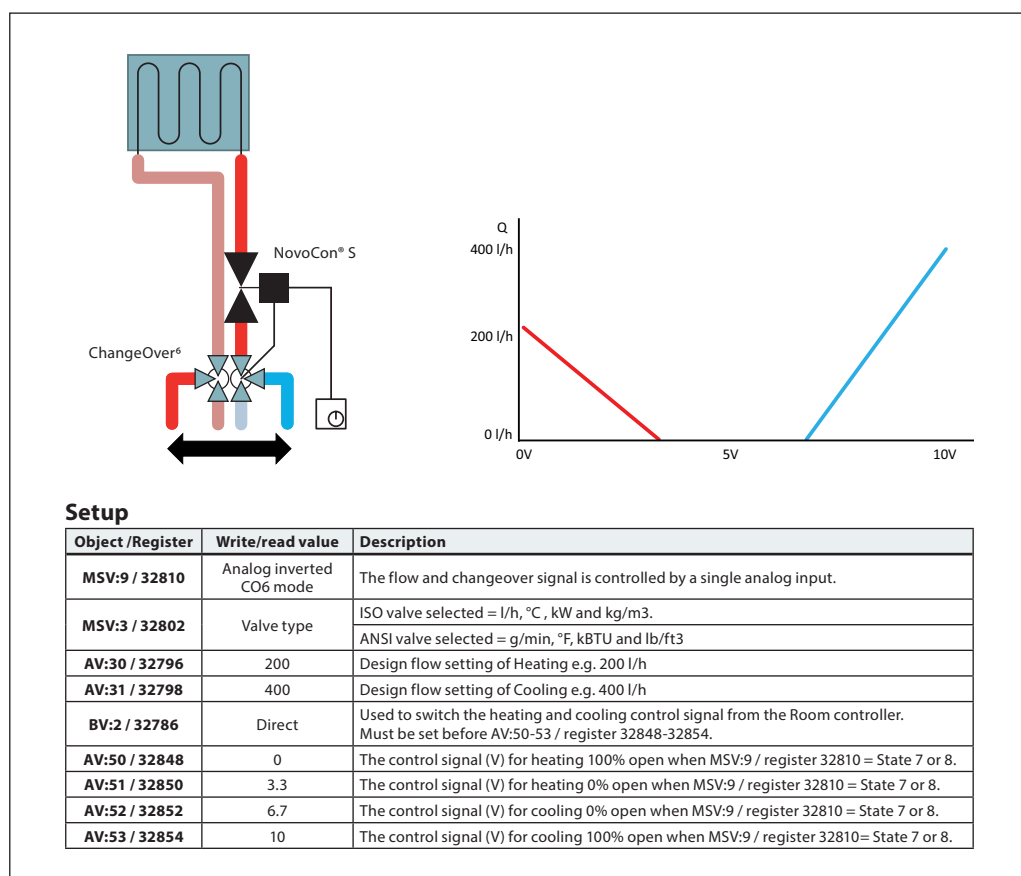 NovoCon® S
ChangeOver⁶
Q
400 l/h
200 l/h
0 l/h
0V
5V
10V
Setup
Object /Register
Write/read value
Description
MSV:9 / 32810
Analog inverted
CO6 mode
The flow and changeover signal is controlled by a single analog input.
MSV:3 / 32802
Valve type
ISO valve selected = l/h, °C , kW and kg/m3.
ANSI valve selected = g/min, °F, kBTU and lb/ft3
AV:30 / 32796
200
Design flow setting of Heating e.g. 200 l/h
AV:31 / 32798
400
Design flow setting of Cooling e.g. 400 l/h
BV:2 / 32786
Direct
Used to switch the heating and cooling control signal from the Room controller.
Must be set before AV:50-53 / register 32848-32854.
AV:50 / 32848
0
The control signal (V) for heating 100% open when MSV:9 / register 32810 = State 7 or 8.
AV:51 / 32850
3.3
The control signal (V) for heating 0% open when MSV:9 / register 32810 = State 7 or 8.
AV:52 / 32852
6.7
The control signal (V) for cooling 0% open when MSV:9 / register 32810 = State 7 or 8.
AV:53 / 32854
10
The control signal (V) for cooling 100% open when MSV:9 / register 32810= State 7 or 8.